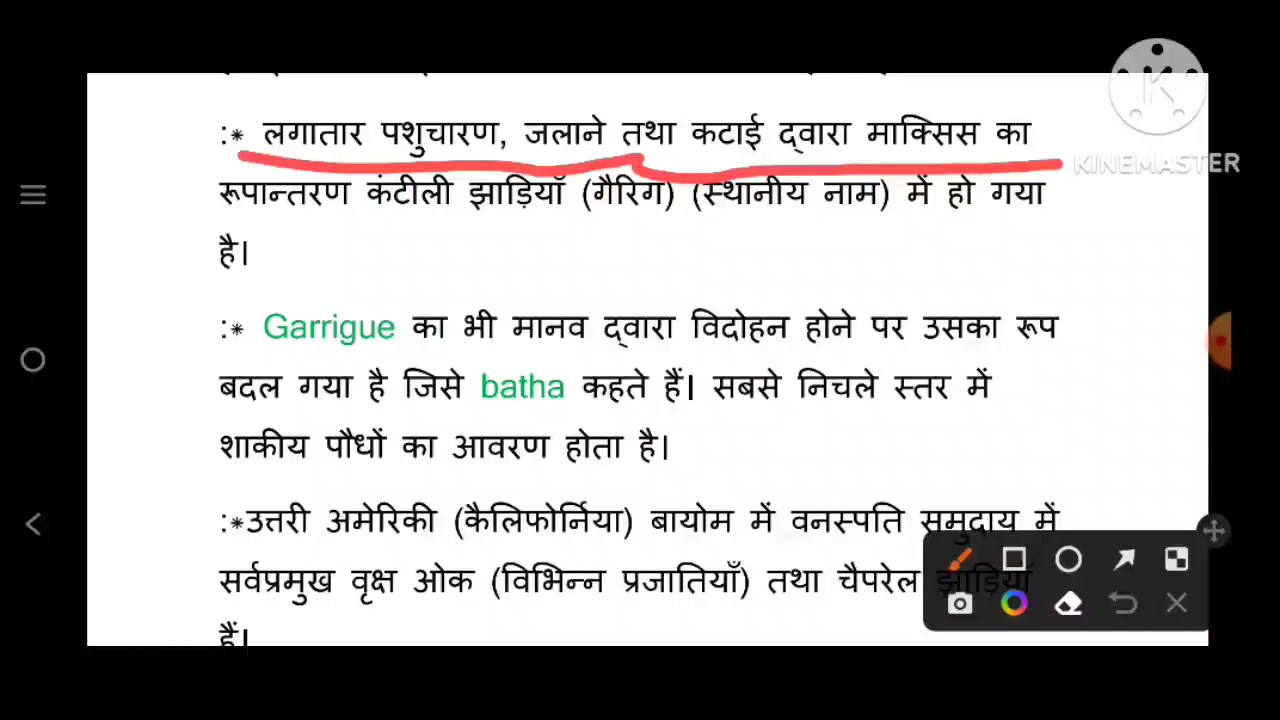 KINEMASTER
:* लगातार पशुचारण, जलाने तथा कटाई द्वारा माक्सिस का
रूपान्तरण कंटीली झाड़ियाँ (गैरिग) (स्थानीय नाम) में हो गया
है।
:* Garrigue का भी मानव द्वारा विदोहन होने पर उसका रूप
बदल गया है जिसे batha कहते हैं। सबसे निचले स्तर में
शाकीय पौधों का आवरण होता है।
:*उत्तरी अमेरिकी (कैलिफोर्निया) बायोम में वनस्पति समुदाय में
सर्वप्रमुख वृक्ष ओक (विभिन्न प्रजातियाँ) तथा चैपरेल झाड़ियां
हैं।